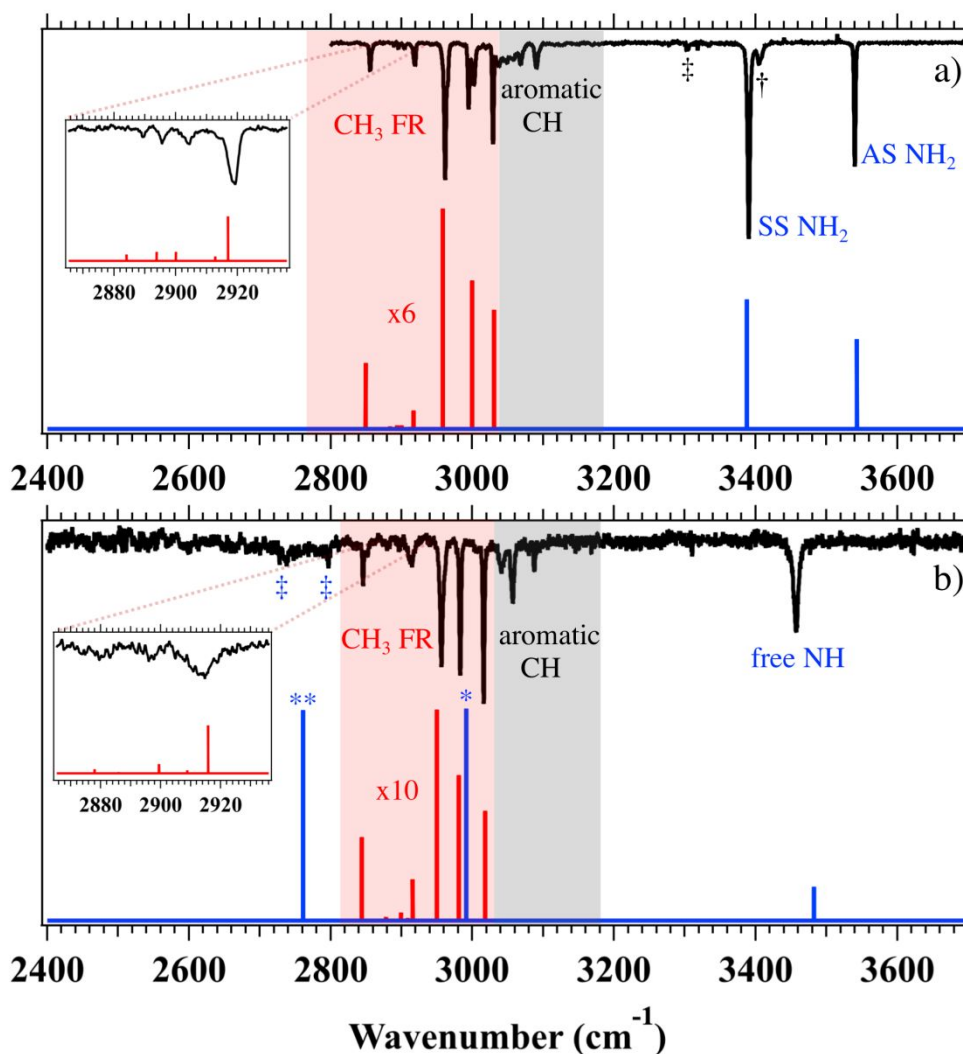 a)
‡
†
aromatic
CH
CH₃ FR
AS NH₂
SS NH₂
2880 2900 2920
x6
2400 2600 2800 3000 3200 3400 3600
b)
‡ ‡
CH₃ FR
aromatic
CH
free NH
** *
2880 2900 2920
x10
2400 2600 2800 3000 3200 3400 3600
Wavenumber (cm⁻¹)